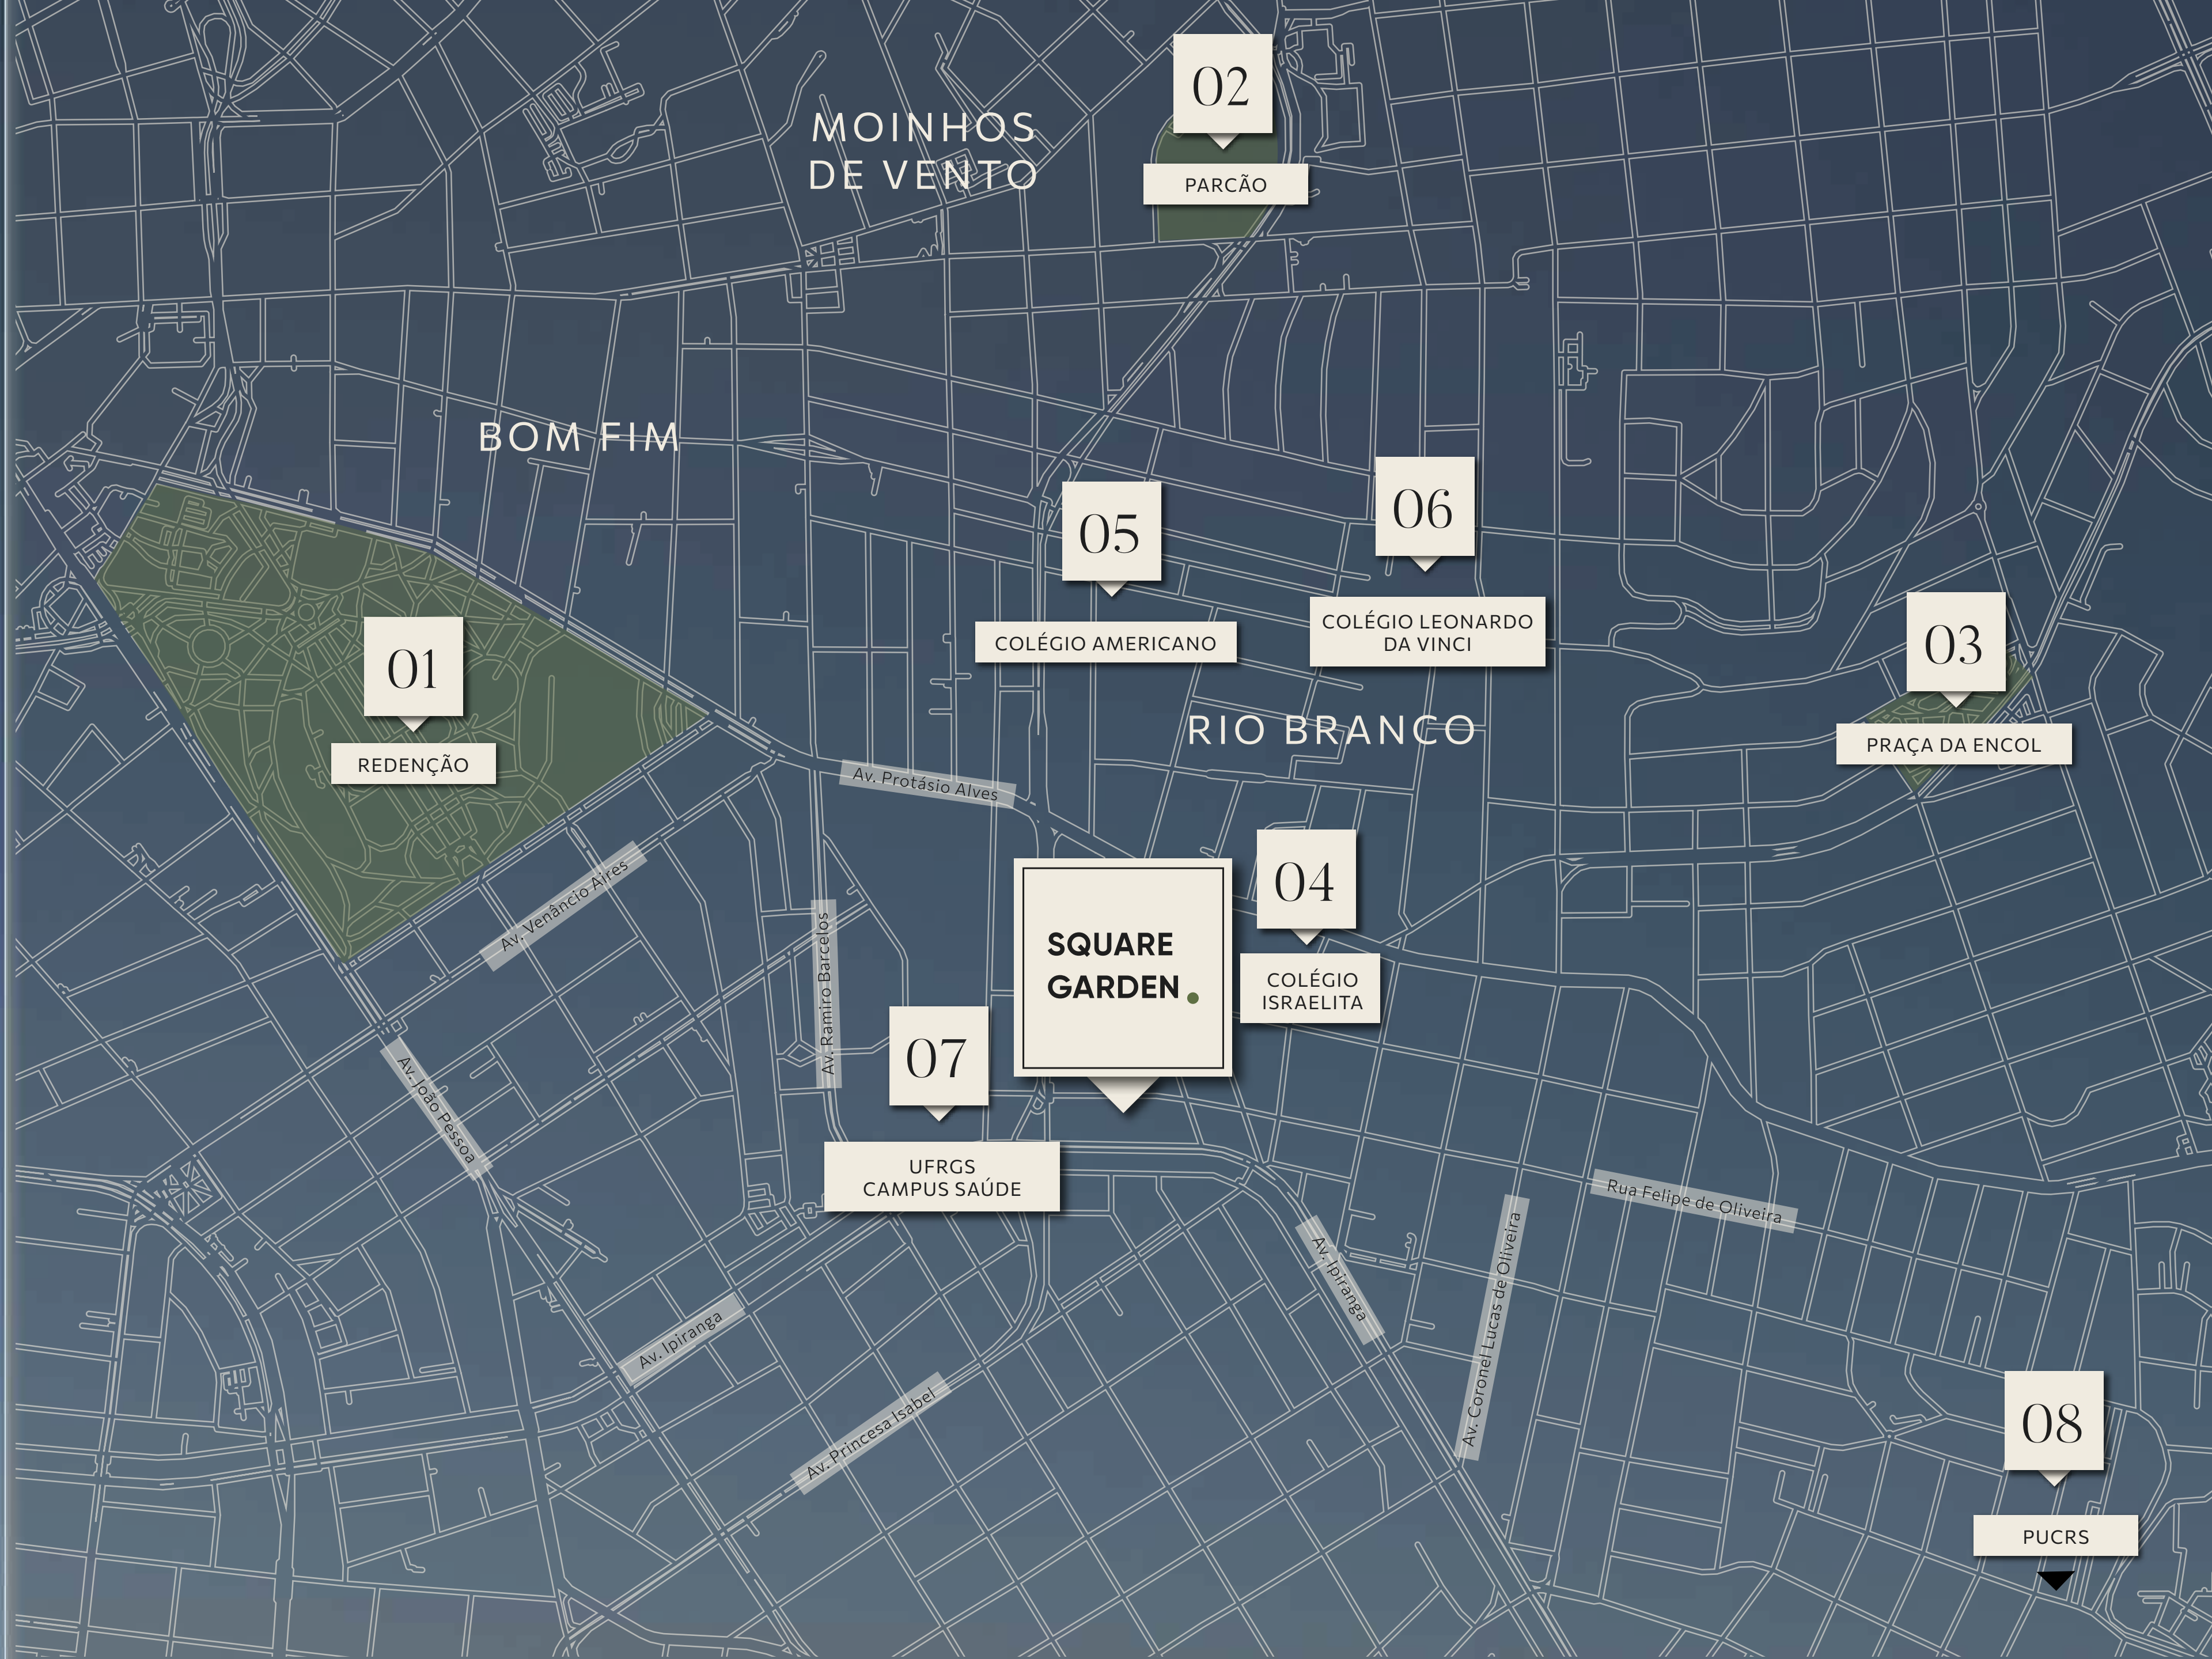 02
MOINHOS
DE VENTO
PARCÃO
BOM FIM
05
06
COLÉGIO AMERICANO
COLÉGIO LEONARDO
DA VINCI
03
01
RIO BRANCO
PRAÇA DA ENCOL
REDENÇÃO
Av. Protásio Alves
04
Av. Venâncio Aires
SQUARE
GARDEN.
COLÉGIO
ISRAELITA
Av. Ramiro Barcelos
07
Av. João Pessoa
UFRGS
CAMPUS SAÚDE
Rua Felipe de Oliveira
Av. Ipiranga
Av. Coronel Lucas de Oliveira
Av. Ipiranga
Av. Princesa Isabel
08
PUCRS